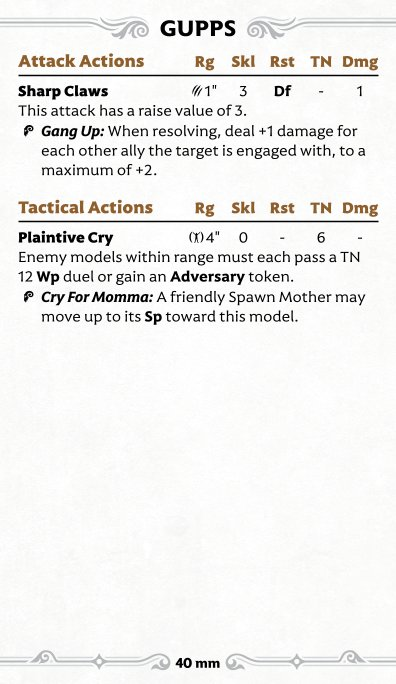 GUPPS
Attack Actions Rg Skl Rst TN Dmg
Sharp Claws 1" 3 Df - 1
This attack has a raise value of 3.
Gang Up: When resolving, deal +1 damage for
each other ally the target is engaged with, to a
maximum of +2.
Tactical Actions Rg Skl Rst TN Dmg
Plaintive Cry 4" 0 - 6 -
Enemy models within range must each pass a TN
12 Wp duel or gain an Adversary token.
Cry For Momma: A friendly Spawn Mother may
move up to its Sp toward this model.
40 mm